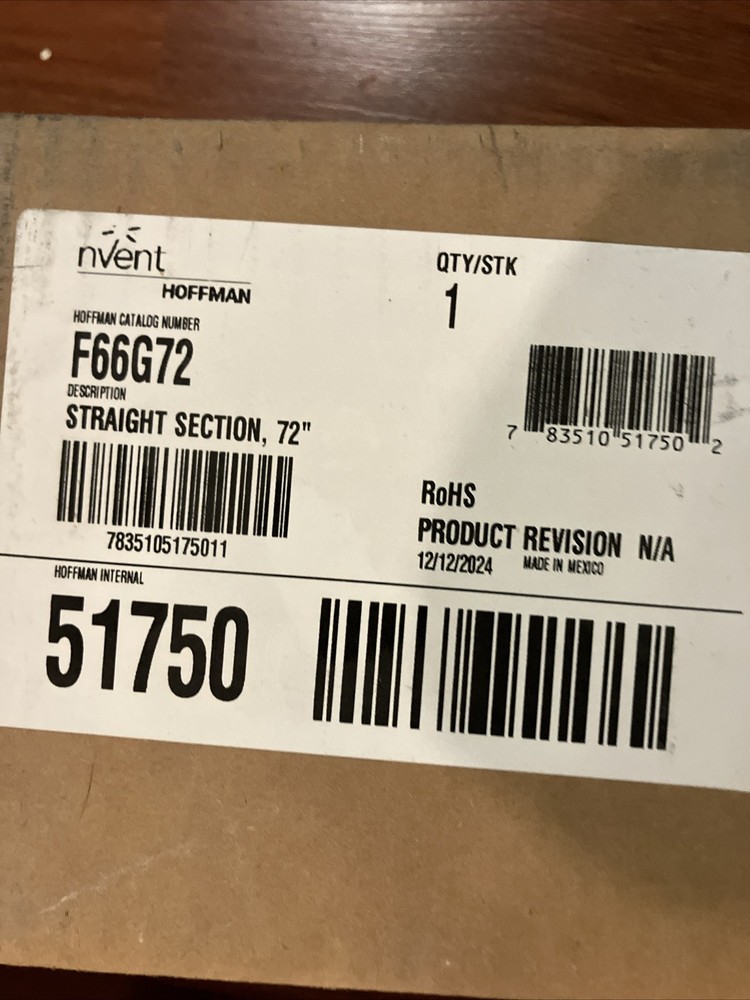 nVent
HOFFMAN
HOFFMAN CATALOG NUMBER
F66G72
DESCRIPTION
STRAIGHT SECTION, 72"
7835105175011
QTY/STK
1
7 83510 51750 2
RoHS
PRODUCT REVISION N/A
12/12/2024 MADE IN MEXICO
HOFFMAN INTERNAL
51750